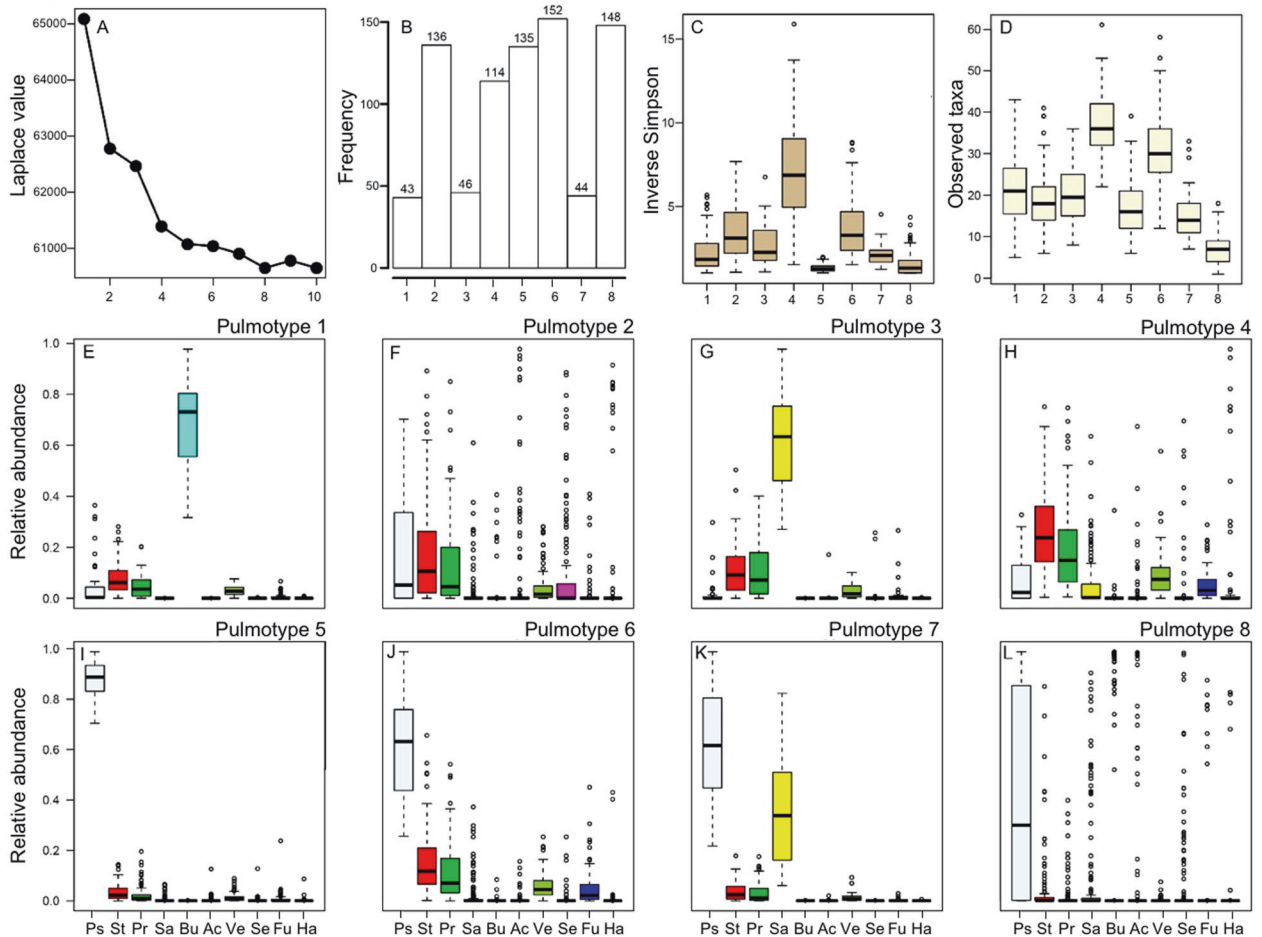 A
Laplace value
65000
64000
63000
62000
61000
2 4 6 8 10
B
Frequency
150
100
50
0
43 136 46 114 135 152 44 148
1 2 3 4 5 6 7 8
C
Inverse Simpson
15
10
5
1 2 3 4 5 6 7 8
D
Observed taxa
60
50
40
30
20
10
0
1 2 3 4 5 6 7 8
Pulmotype 1
E
Relative abundance
1.0
0.8
0.6
0.4
0.2
0.0
Pulmotype 2
F
Pulmotype 3
G
Pulmotype 4
H
Pulmotype 5
I
Relative abundance
1.0
0.8
0.6
0.4
0.2
0.0
Ps St Pr Sa Bu Ac Ve Se Fu Ha
Pulmotype 6
J
Ps St Pr Sa Bu Ac Ve Se Fu Ha
Pulmotype 7
K
Ps St Pr Sa Bu Ac Ve Se Fu Ha
Pulmotype 8
L
Ps St Pr Sa Bu Ac Ve Se Fu Ha